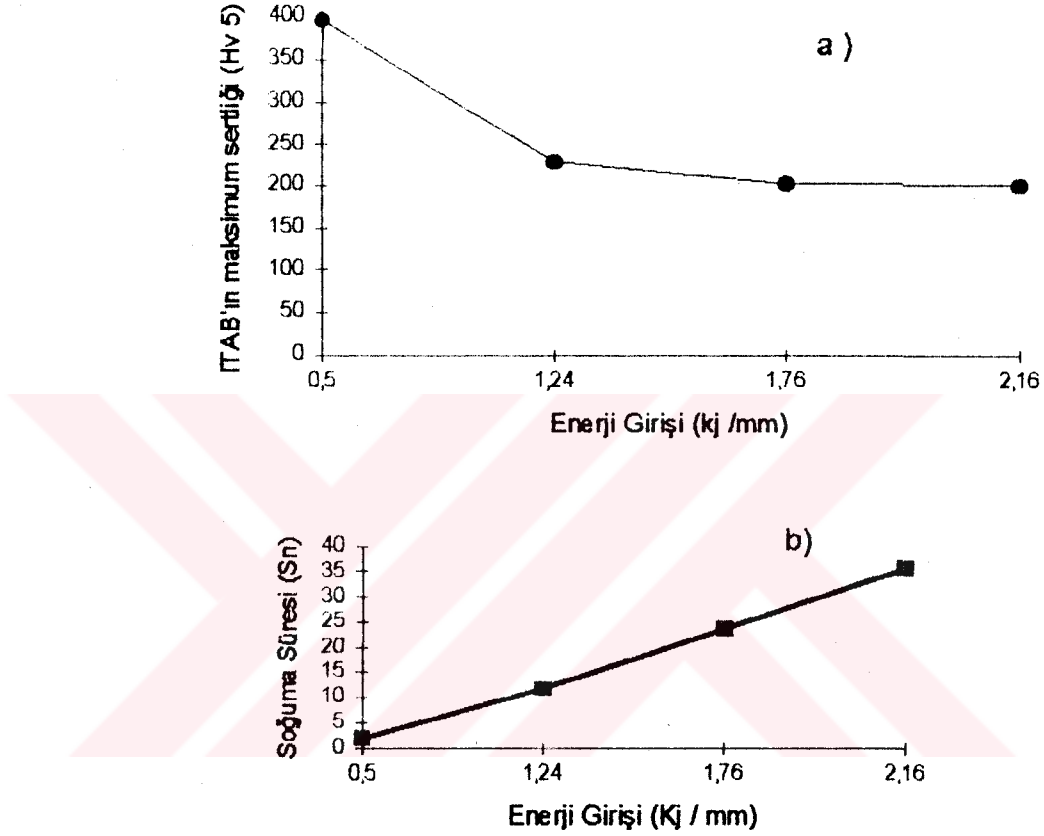 a )
ITAB'ın maksimum sertliği (Hv 5)
400
350
300
250
200
150
100
50
0
0,5 1,24 1,76 2,16
Enerji Girişi (kj /mm)
b)
Soğuma Süresi (Sn)
40
35
30
25
20
15
10
5
0
0,5 1,24 1,76 2,16
Enerji Girişi (Kj / mm)